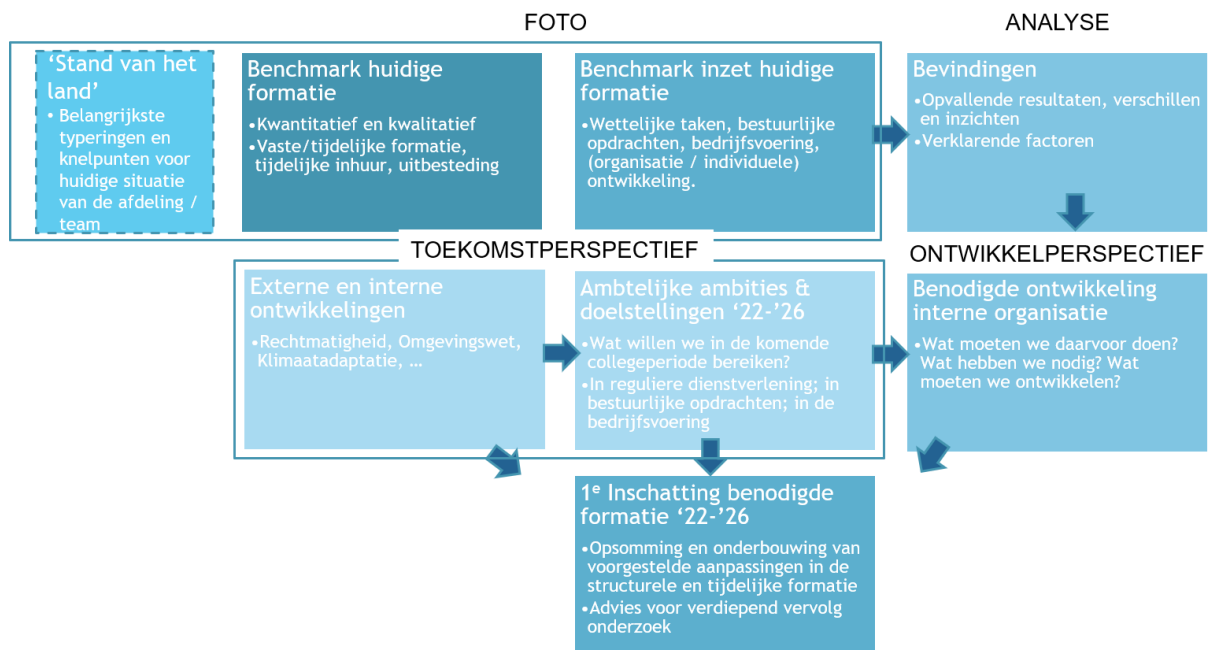 FOTO
ANALYSE
'Stand van het
land'
• Belangrijkste
typeringen en
knelpunten voor
huidige situatie
van de afdeling /
team
Benchmark huidige
formatie
•Kwantitatief en kwalitatief
•Vaste/tijdelijke formatie,
tijdelijke inhuur, uitbesteding
Benchmark inzet huidige
formatie
•Wettelijke taken, bestuurlijke
opdrachten, bedrijfsvoering,
(organisatie / individuele)
ontwikkeling.
Bevindingen
•Opvallende resultaten, verschillen
en inzichten
•Verklarende factoren
TOEKOMSTPERSPECTIEF
ONTWIKKELPERSPECTIEF
Externe en interne
ontwikkelingen
•Rechtmatigheid, Omgevingswet,
Klimaatadaptatie, …
Ambtelijke ambities &
doelstellingen '22-'26
•Wat willen we in de komende
collegeperiode bereiken?
•In reguliere dienstverlening; in
bestuurlijke opdrachten; in de
bedrijfsvoering
Benodigde ontwikkeling
interne organisatie
•Wat moeten we daarvoor doen?
Wat hebben we nodig? Wat
moeten we ontwikkelen?
1e Inschatting benodigde
formatie '22-'26
•Opsomming en onderbouwing van
voorgestelde aanpassingen in de
structurele en tijdelijke formatie
•Advies voor verdiepend vervolg
onderzoek